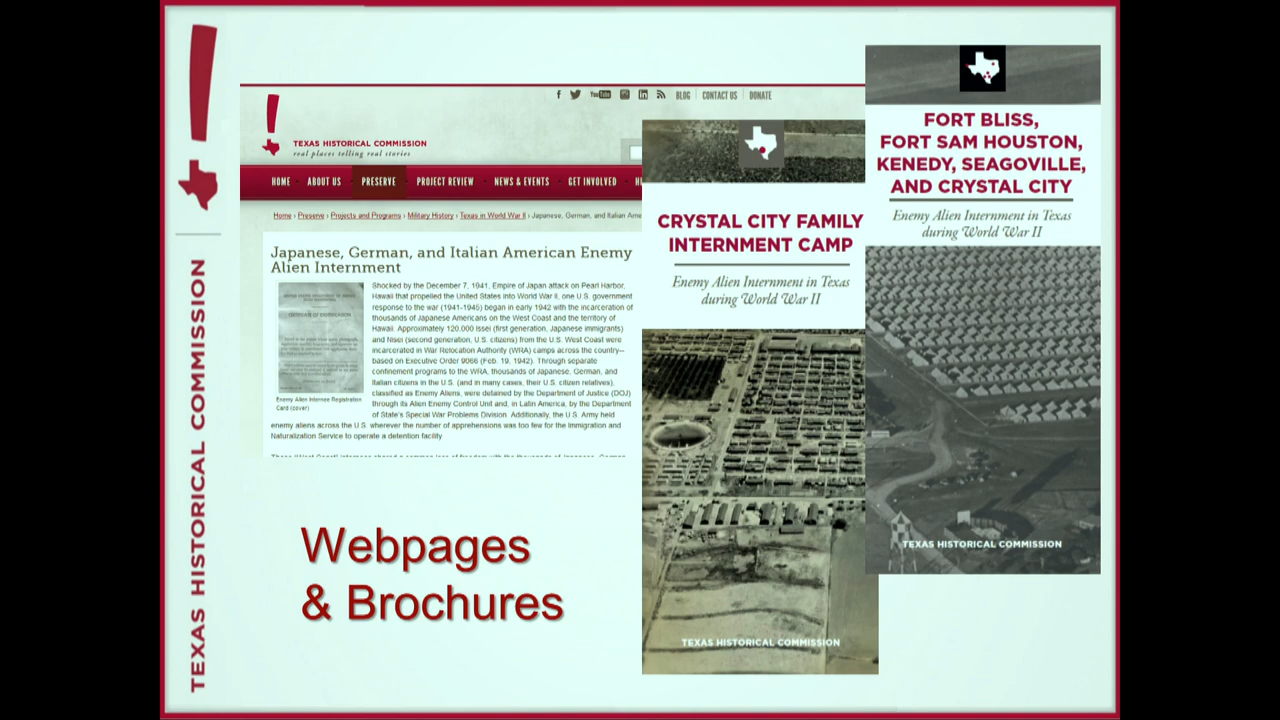 TEXAS HISTORICAL COMMISSION
BLOG
CONTACT US
DONATE
TEXAS HISTORICAL COMMISSION
real places telling real stories
HOME
ABOUT US
PRESERVE
PROJECT REVIEW
NEWS & EVENTS
GET INVOLVED
Home › Preserve › Projects and Programs › Military History › Texas in World War II › Japanese, German, and Italian Ame
Japanese, German, and Italian American Enemy
Alien Internment
Shocked by the December 7, 1941, Empire of Japan attack on Pearl Harbor,
Hawaii that propelled the United States into World War II, one U.S. government
response to the war (1941-1945) began in early 1942 with the incarceration of
thousands of Japanese Americans on the West Coast and the territory of
Hawaii. Approximately 120,000 Issei (first generation, Japanese immigrants)
and Nisei (second generation, U.S. citizens) from the U.S. West Coast were
incarcerated in War Relocation Authority (WRA) camps across the country--
based on Executive Order 9066 (Feb. 19, 1942). Through separate
confinement programs to the WRA, thousands of Japanese, German, and
Italian citizens in the U.S. (and in many cases, their U.S. citizen relatives),
classified as Enemy Aliens, were detained by the Department of Justice (DOJ)
through its Alien Enemy Control Unit and, in Latin America, by the Department
of State's Special War Problems Division. Additionally, the U.S. Army held
enemy aliens across the U.S. wherever the number of apprehensions was too few for the Immigration and
Naturalization Service to operate a detention facility.
Enemy Alien Internee Registration
Card (cover)
Webpages
& Brochures
CRYSTAL CITY FAMILY
INTERNMENT CAMP
Enemy Alien Internment in Texas
during World War II
TEXAS HISTORICAL COMMISSION
FORT BLISS,
FORT SAM HOUSTON,
KENEDY, SEAGOVILLE,
AND CRYSTAL CITY
Enemy Alien Internment in Texas
during World War II
TEXAS HISTORICAL COMMISSION